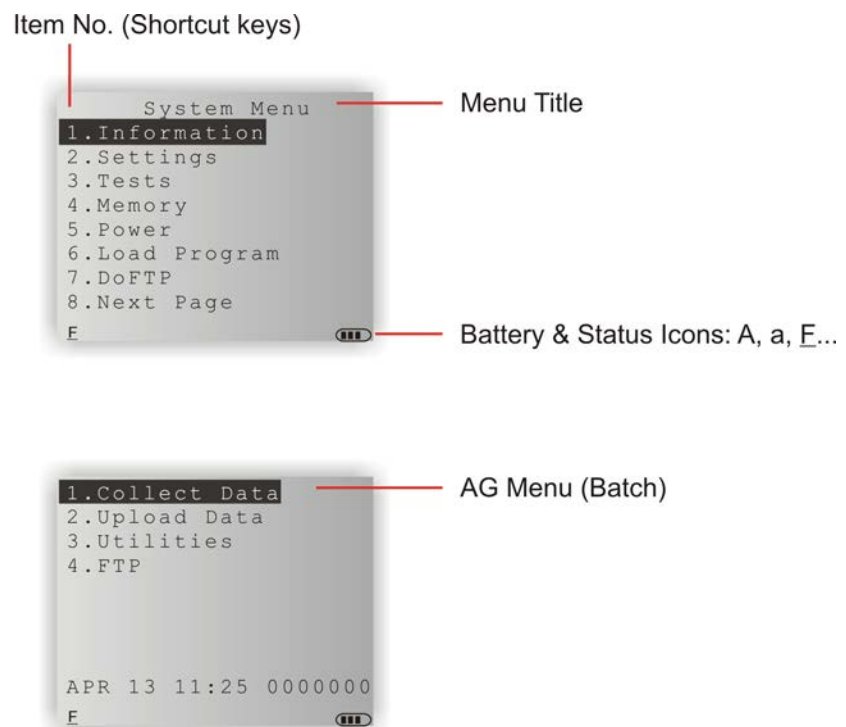 Item No. (Shortcut keys)
System Menu
Menu Title
1.Information
2.Settings
3.Tests
4.Memory
5.Power
6.Load Program
7.DoFTP
8.Next Page
F
Battery & Status Icons: A, a, F...
1.Collect Data
AG Menu (Batch)
2.Upload Data
3.Utilities
4.FTP
APR 13 11:25 0000000
F